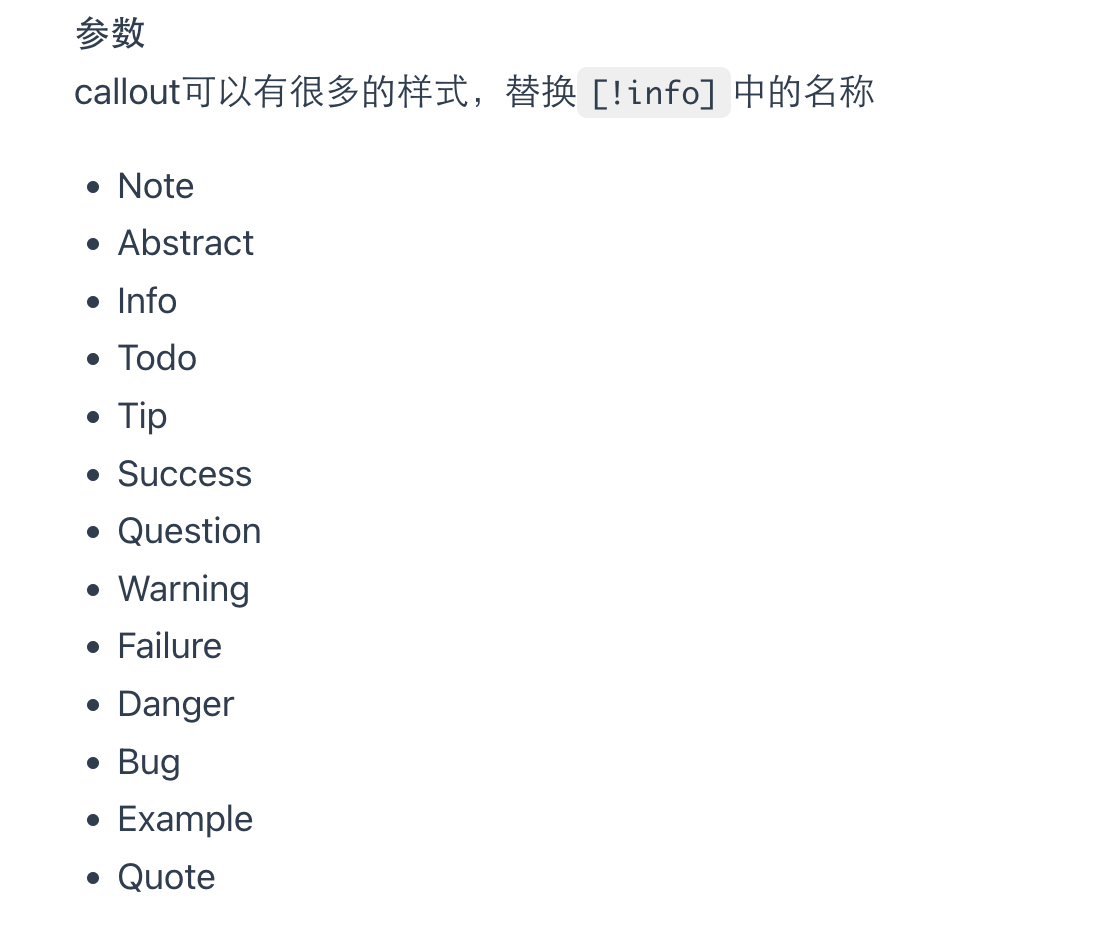 参数
callout可以有很多的样式，替换 [!info] 中的名称
• Note
• Abstract
• Info
• Todo
• Tip
• Success
• Question
• Warning
• Failure
• Danger
• Bug
• Example
• Quote